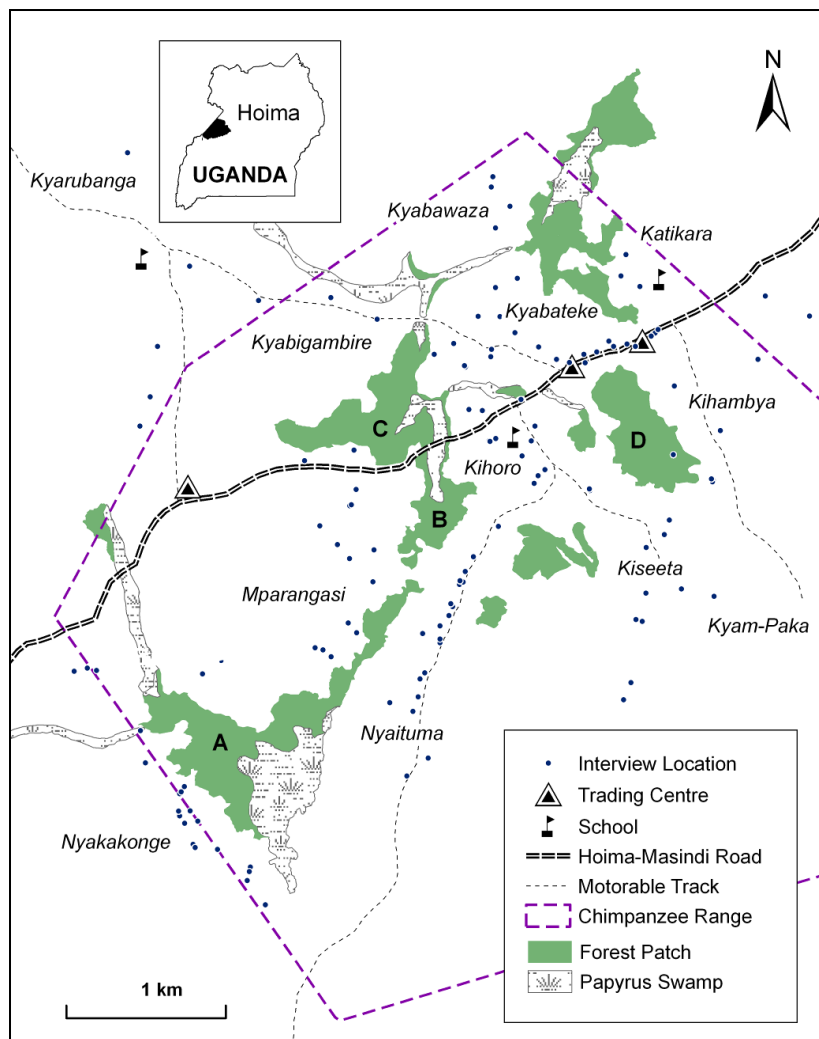 N
Hoima
UGANDA
Kyarubanga
Kyabawaza
Katikara
Kyabateke
Kyabigambire
Kihambya
C
D
Kihoro
B
Kiseeta
Mparangasi
Kyam-Paka
A
Nyaituma
Nyakakonge
Interview Location
Trading Centre
School
Hoima-Masindi Road
Motorable Track
Chimpanzee Range
Forest Patch
Papyrus Swamp
1 km